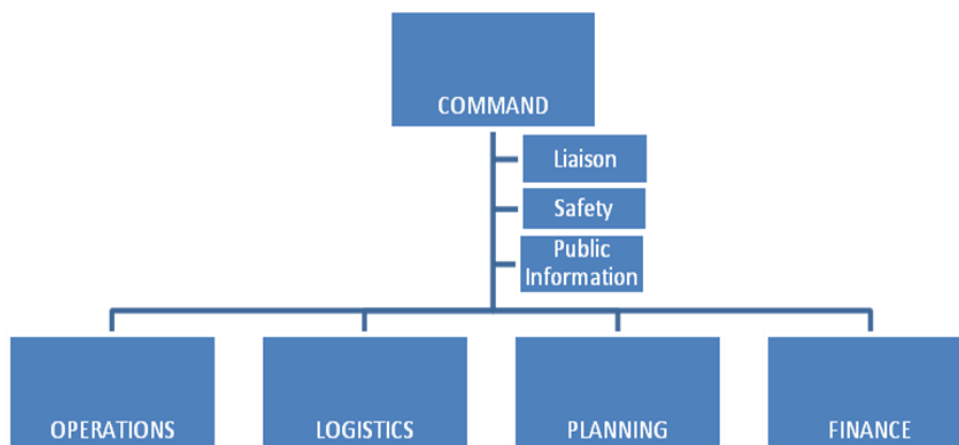 COMMAND
Liaison
Safety
Public
Information
OPERATIONS
LOGISTICS
PLANNING
FINANCE